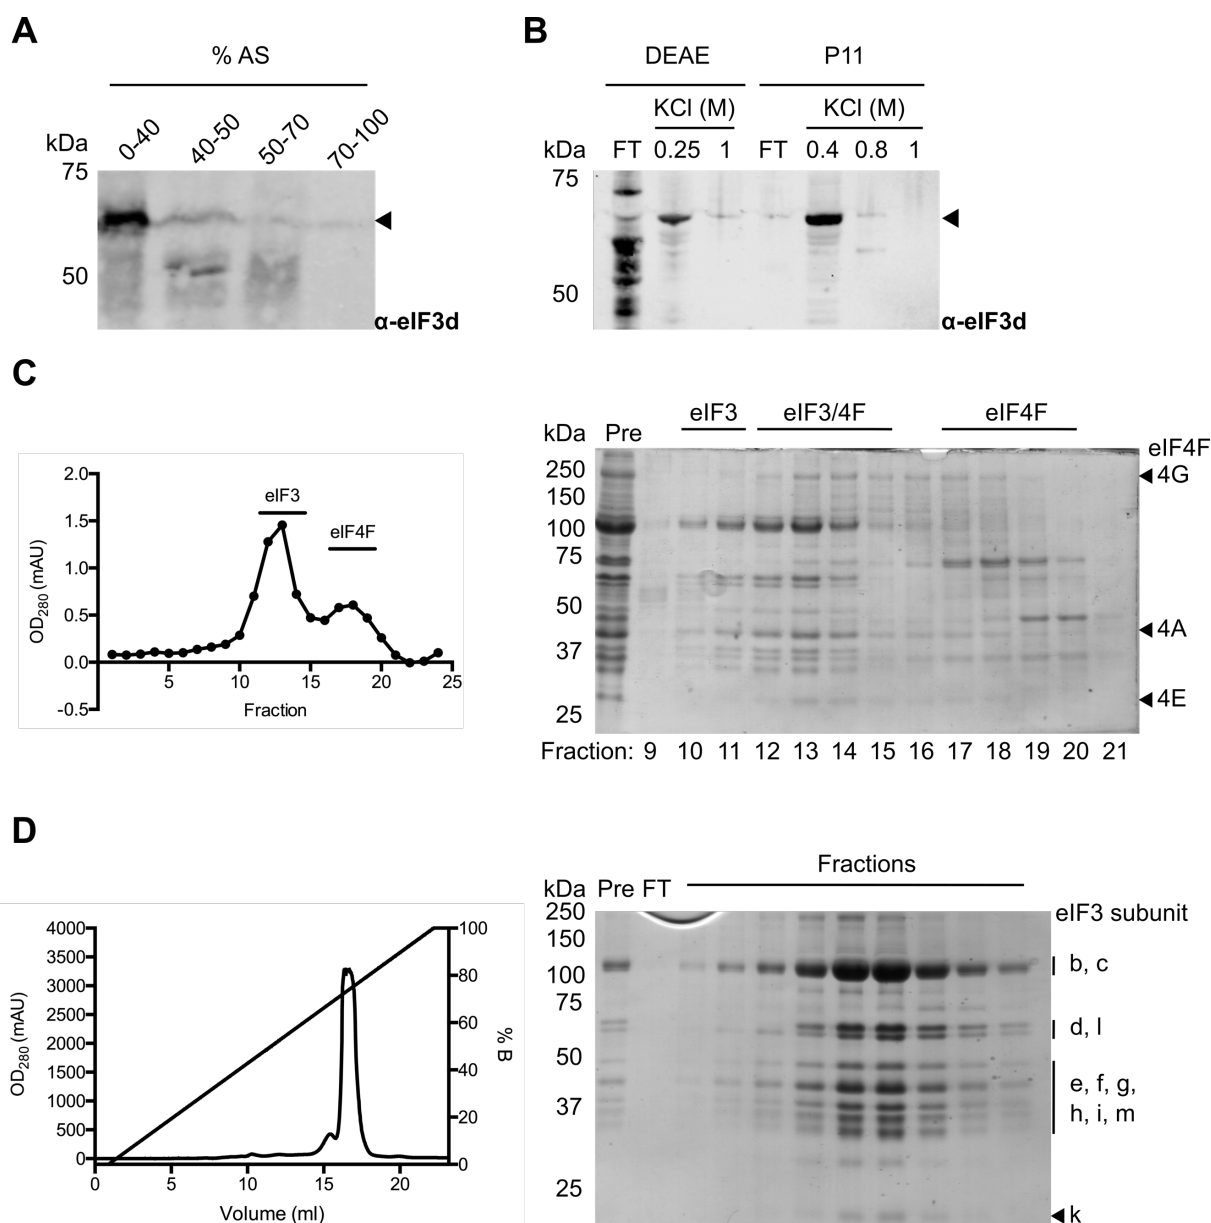 A
% AS
kDa
0-40
40-50
50-70
70-100
75
50
α-eIF3d
B
DEAE
P11
KCl (M)
KCl (M)
kDa
FT 0.25 1 FT 0.4 0.8 1
75
50
α-eIF3d
C
2.0
1.5
1.0
0.5
0.0
-0.5
OD280 (mAU)
eIF3
eIF4F
5 10 15 20 25
Fraction
eIF3
eIF3/4F
eIF4F
kDa
Pre
250
150
100
75
50
37
25
eIF4F
4G
4A
4E
Fraction: 9 10 11 12 13 14 15 16 17 18 19 20 21
D
4000
3500
3000
2500
2000
1500
1000
500
0
OD280 (mAU)
100
80
60
40
20
0
% B
0 5 10 15 20
Volume (ml)
Fractions
kDa Pre FT
250
150
100
75
50
37
25
eIF3 subunit
b, c
d, l
e, f, g,
h, i, m
k